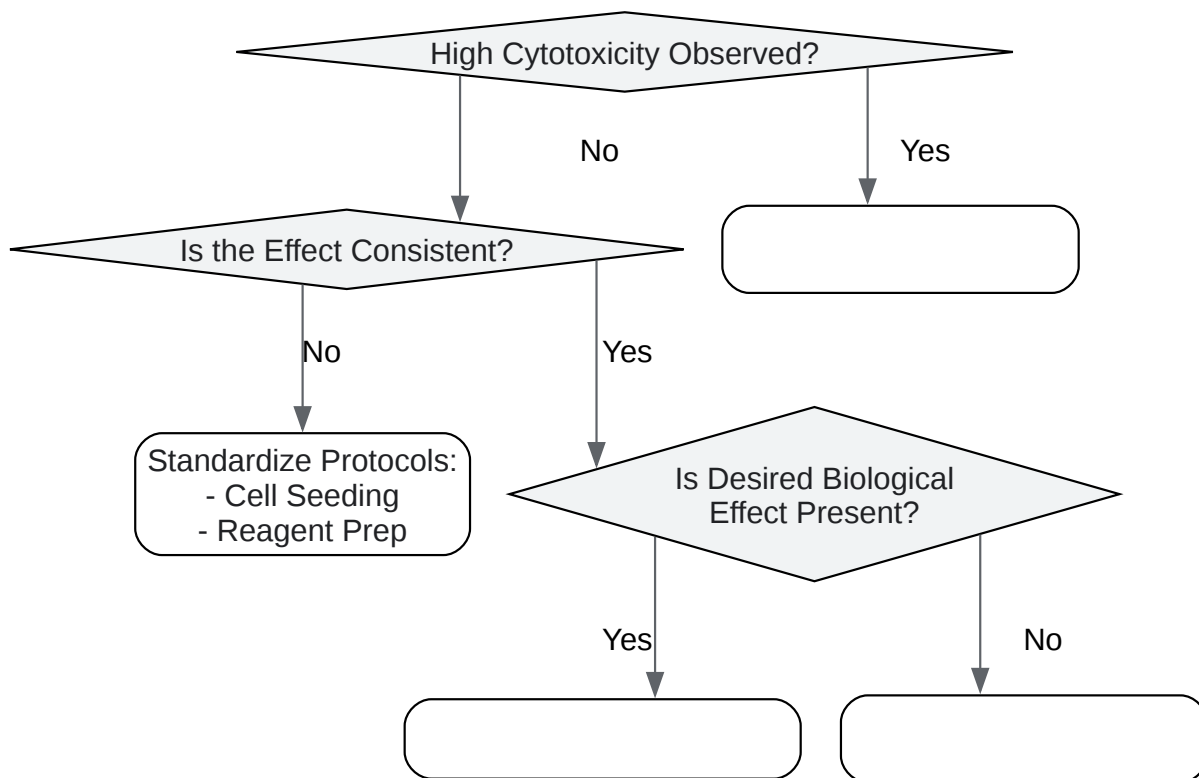 High Cytotoxicity Observed?
No
Yes
Is the Effect Consistent?
No
Yes
Standardize Protocols:
- Cell Seeding
- Reagent Prep
Is Desired Biological
Effect Present?
Yes
No